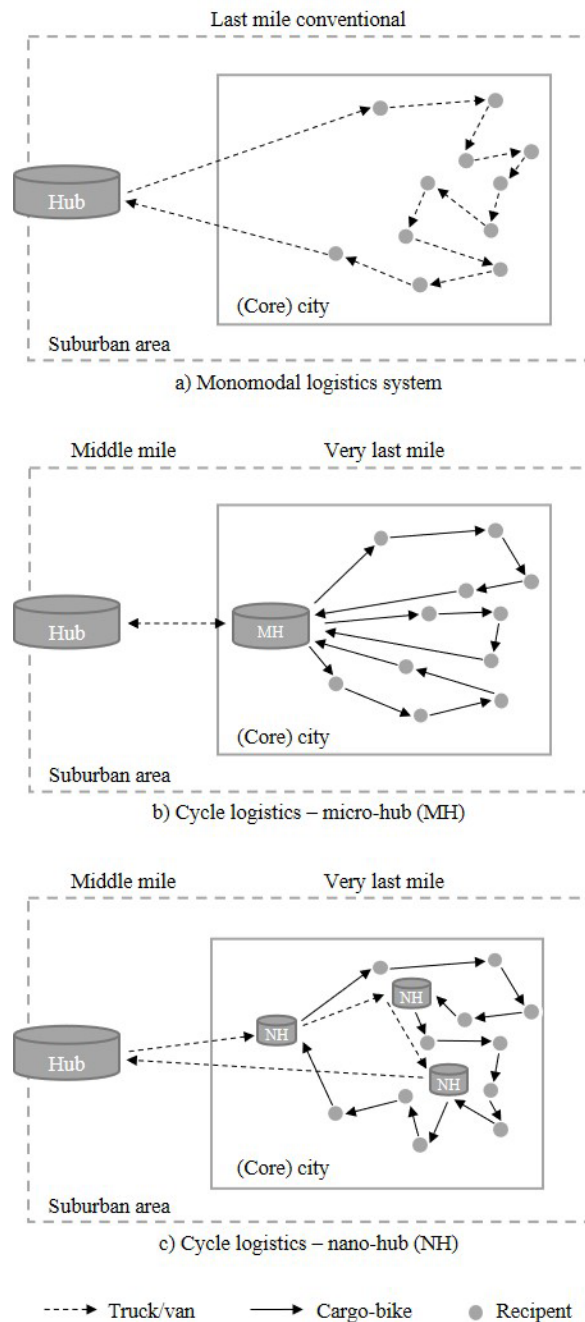 Last mile conventional
Hub
(Core) city
Suburban area
a) Monomodal logistics system
Middle mile Very last mile
Hub
MH
(Core) city
Suburban area
b) Cycle logistics – micro-hub (MH)
Middle mile Very last mile
NH
NH
Hub
NH
(Core) city
Suburban area
c) Cycle logistics – nano-hub (NH)
Truck/van Cargo-bike Recipent